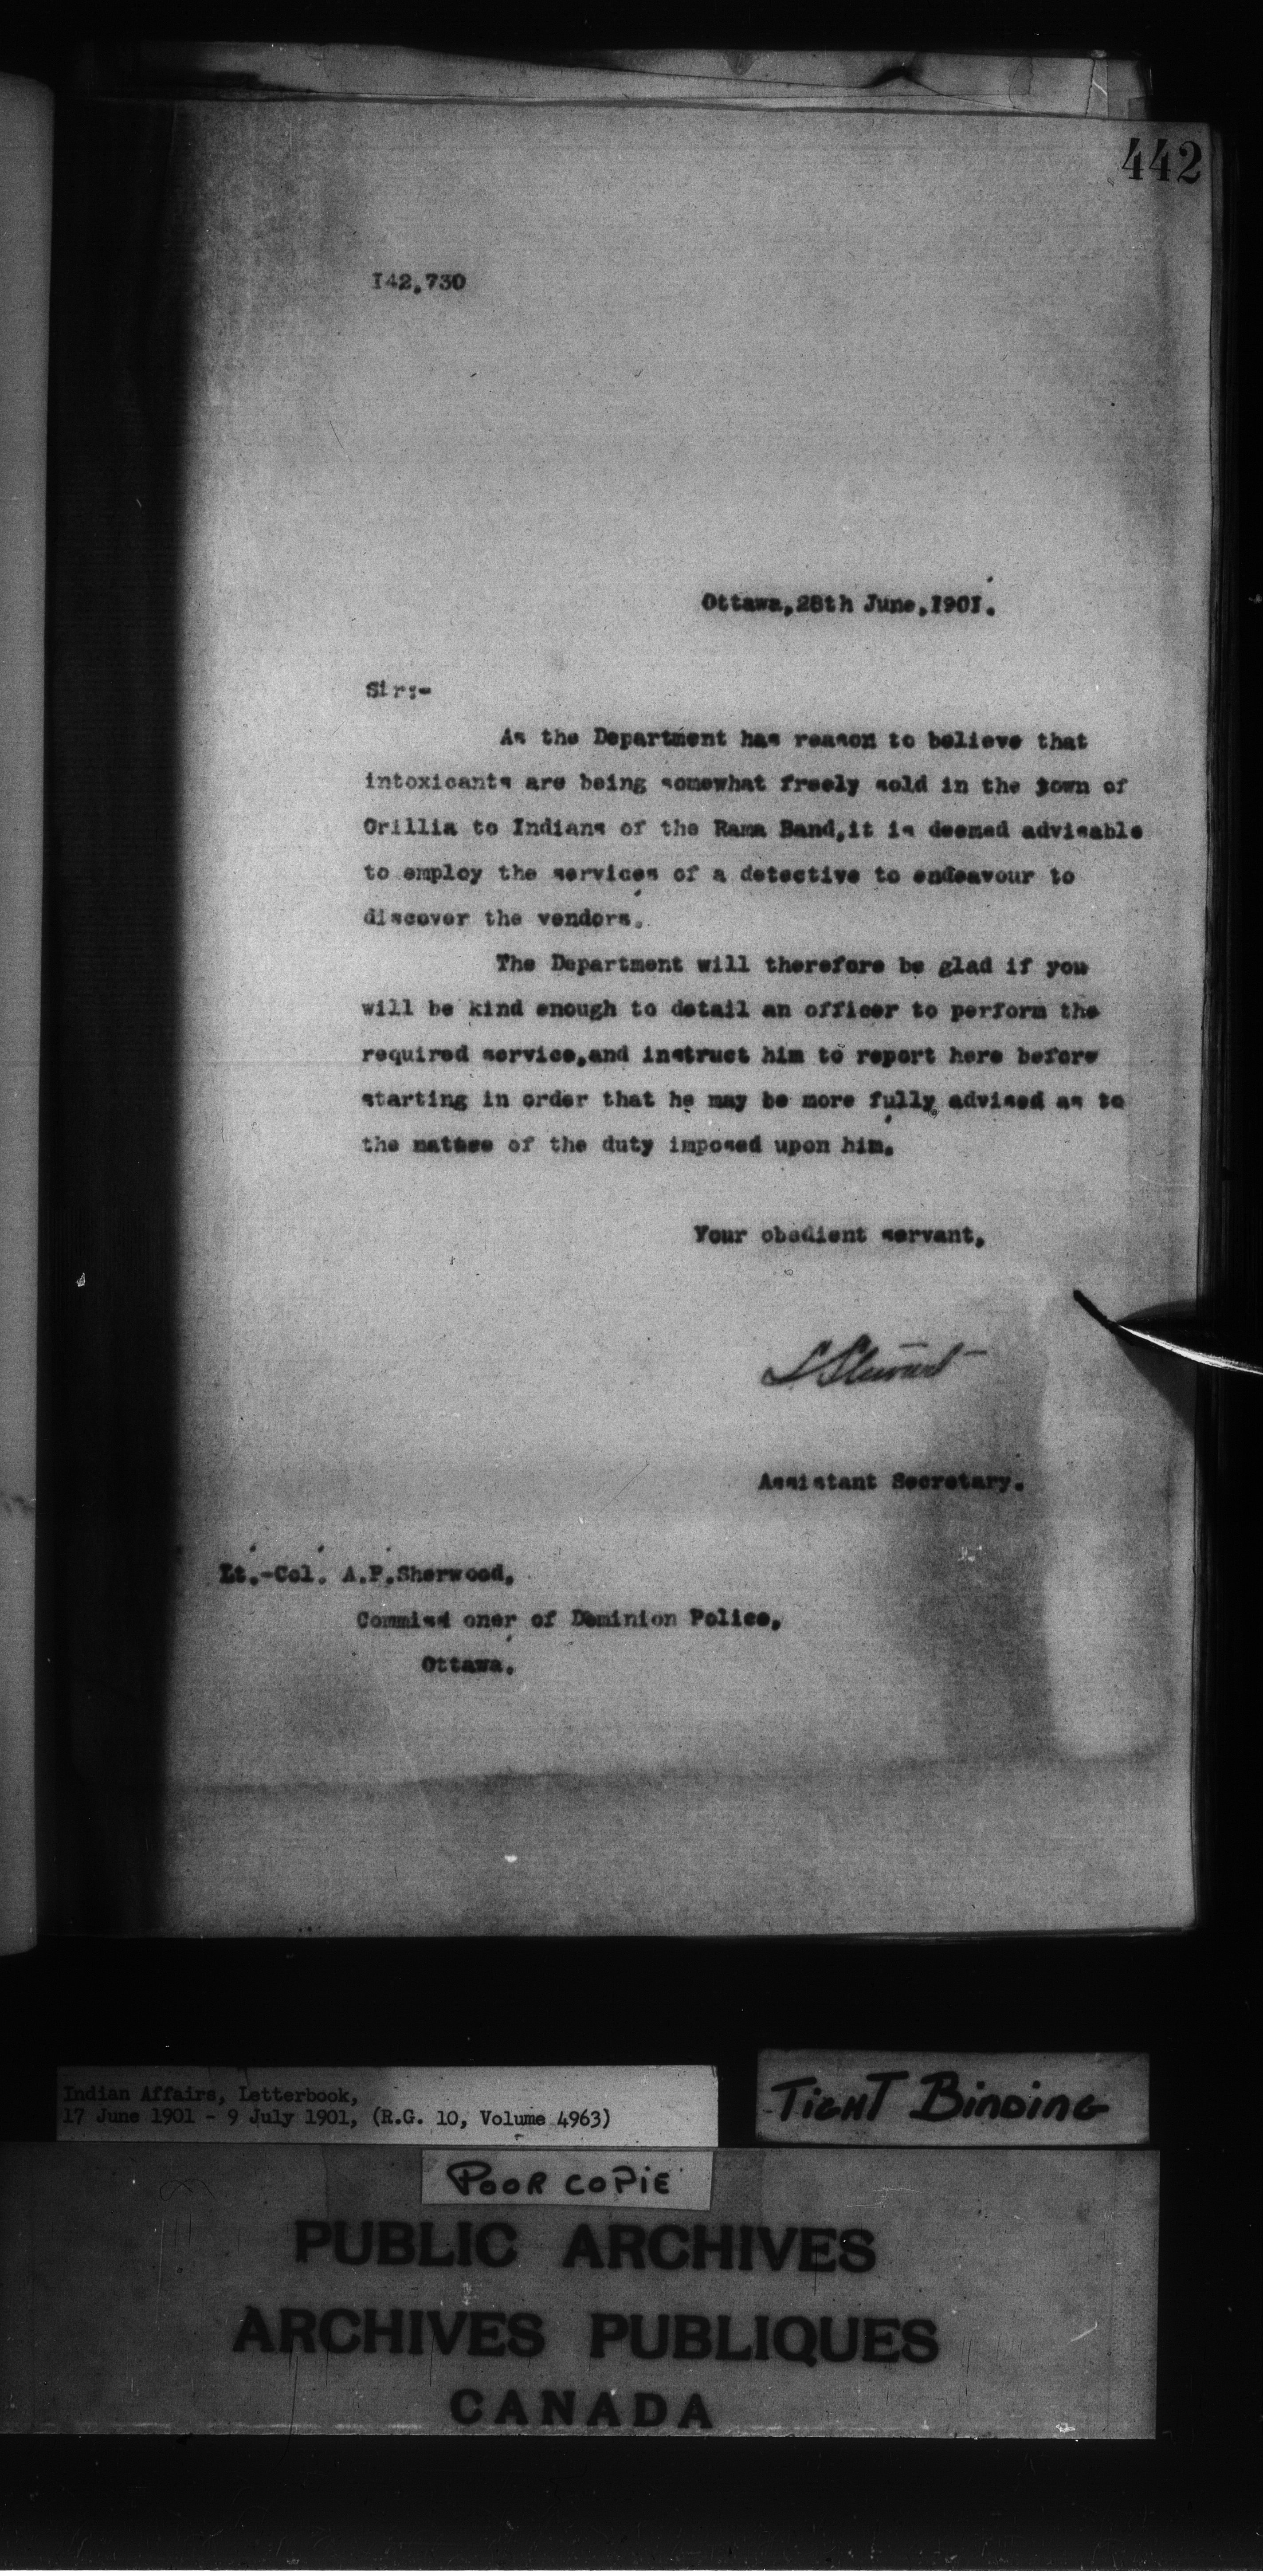 442
142,730
Ottawa, 28th June, 1901.
Sir:-
As the Department has reason to believe that
intoxicants are being somewhat freely sold in the town of
Orillia to Indians of the Rama Band, it is deemed advisable
to employ the services of a detective to endeavour to
discover the vendors.
The Department will therefore be glad if you
will be kind enough to detail an officer to perform the
required service, and instruct him to report here before
starting in order that he may be more fully advised as to
the nature of the duty imposed upon him.
Your obedient servant,
S Stewart
Assistant Secretary.
Lt.-Col. A.P. Sherwood,
Commissioner of Dominion Police,
Ottawa.
Indian Affairs, Letterbook,
17 June 1901 - 9 July 1901, (R.G. 10, Volume 4963)
TIGHT BINDING
POOR COPIE
PUBLIC ARCHIVES
ARCHIVES PUBLIQUES
CANADA